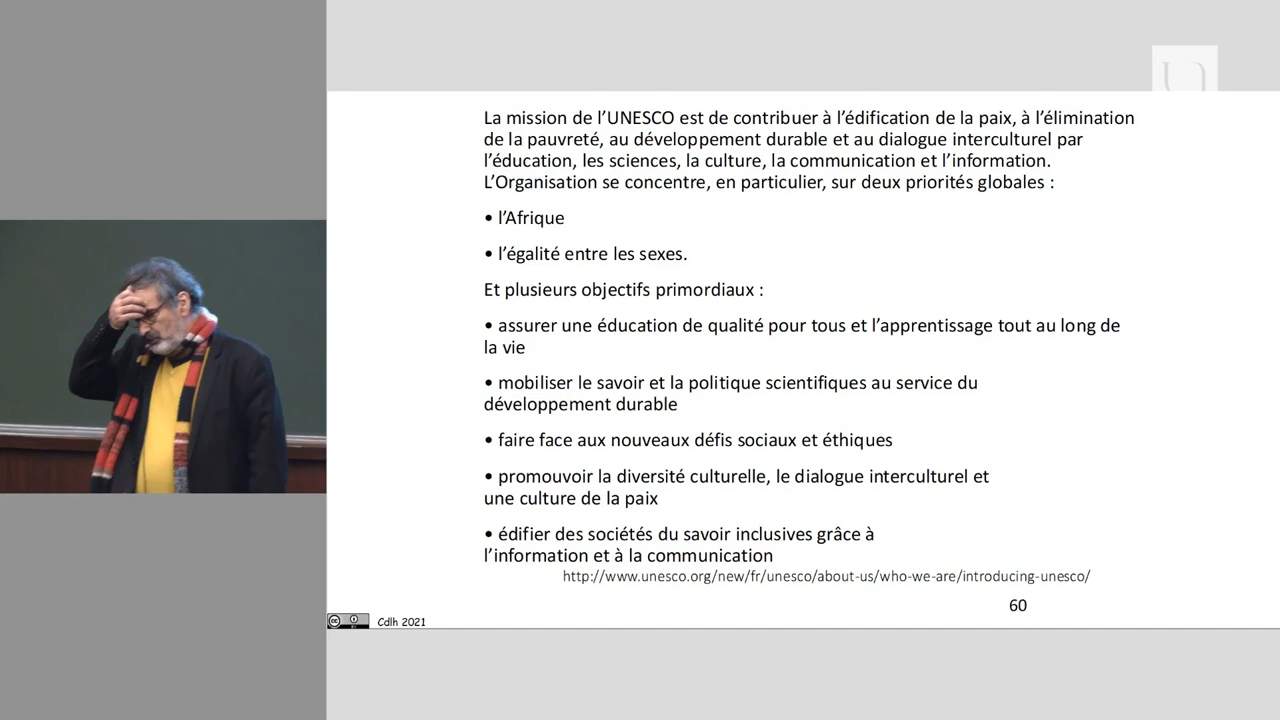 La mission de l’UNESCO est de contribuer à l’édification de la paix, à l’élimination
de la pauvreté, au développement durable et au dialogue interculturel par
l’éducation, les sciences, la culture, la communication et l’information.
L’Organisation se concentre, en particulier, sur deux priorités globales :
• l’Afrique
• l’égalité entre les sexes.
Et plusieurs objectifs primordiaux :
• assurer une éducation de qualité pour tous et l’apprentissage tout au long de
la vie
• mobiliser le savoir et la politique scientifiques au service du
développement durable
• faire face aux nouveaux défis sociaux et éthiques
• promouvoir la diversité culturelle, le dialogue interculturel et
une culture de la paix
• édifier des sociétés du savoir inclusives grâce à
l’information et à la communication
http://www.unesco.org/new/fr/unesco/about-us/who-we-are/introducing-unesco/
60
cc BY Cdlh 2021